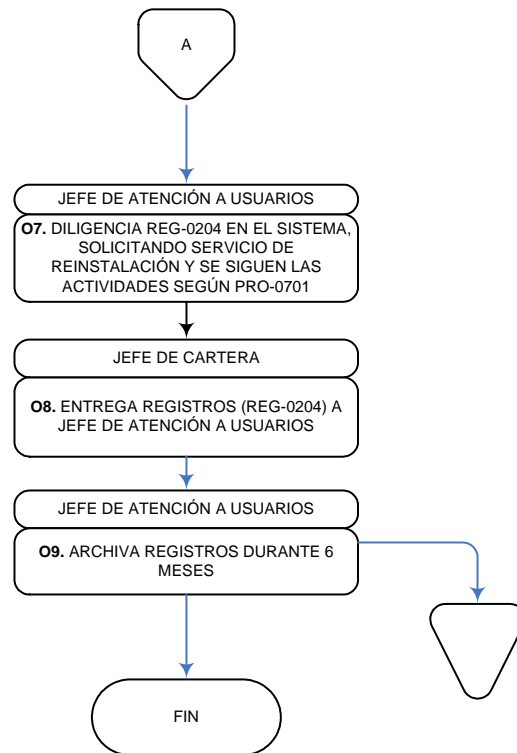 A
JEFE DE ATENCIÓN A USUARIOS
O7. DILIGENCIA REG-0204 EN EL SISTEMA,
SOLICITANDO SERVICIO DE
REINSTALACIÓN Y SE SIGUEN LAS
ACTIVIDADES SEGÚN PRO-0701
JEFE DE CARTERA
O8. ENTREGA REGISTROS (REG-0204) A
JEFE DE ATENCIÓN A USUARIOS
JEFE DE ATENCIÓN A USUARIOS
O9. ARCHIVA REGISTROS DURANTE 6
MESES
FIN